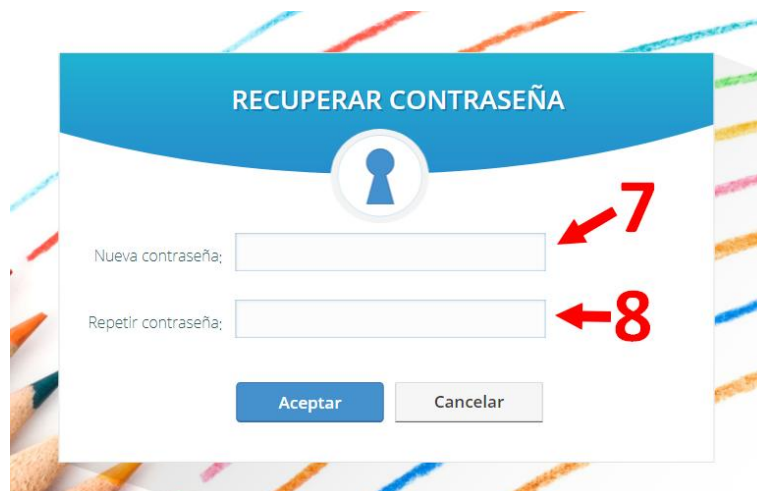 RECUPERAR CONTRASEÑA
7
Nueva contraseña:
Repetir contraseña:
8
Aceptar Cancelar